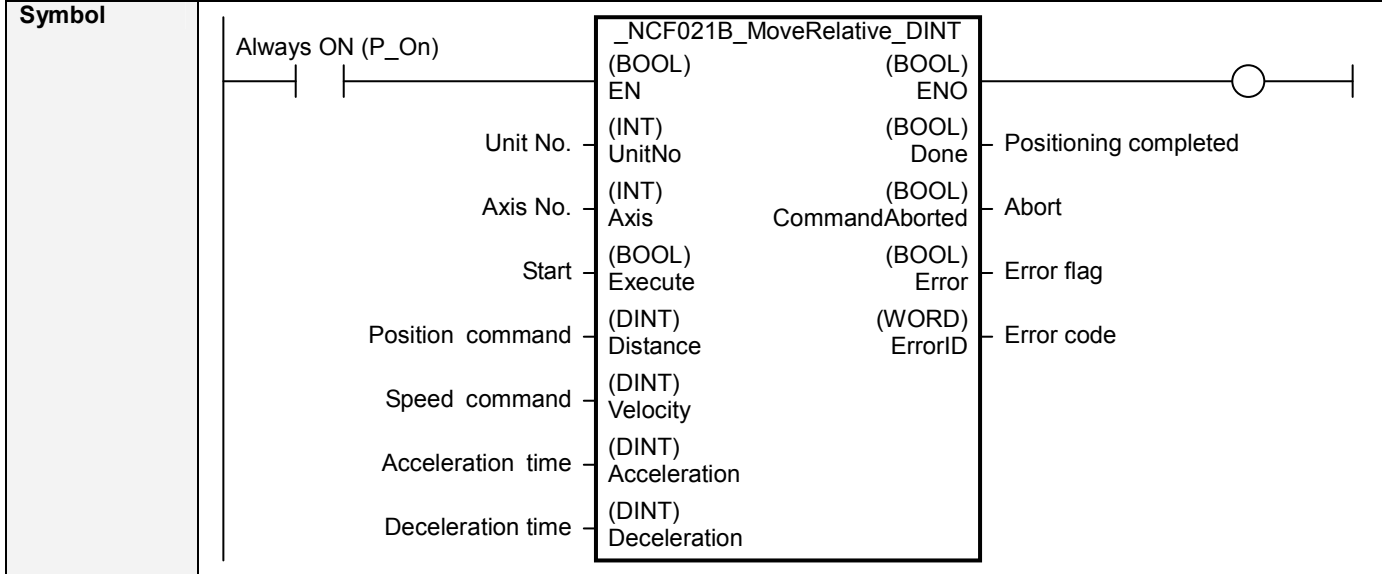 Symbol
Always ON (P_On)
_NCF021B_MoveRelative_DINT
(BOOL) (BOOL)
EN ENO
Unit No. (INT) (BOOL) Positioning completed
UnitNo Done
Axis No. (INT) (BOOL) Abort
Axis CommandAborted
Start (BOOL) (BOOL) Error flag
Execute Error
Position command (DINT) (WORD) Error code
Distance ErrorID
Speed command (DINT)
Velocity
Acceleration time (DINT)
Acceleration
Deceleration time (DINT)
Deceleration